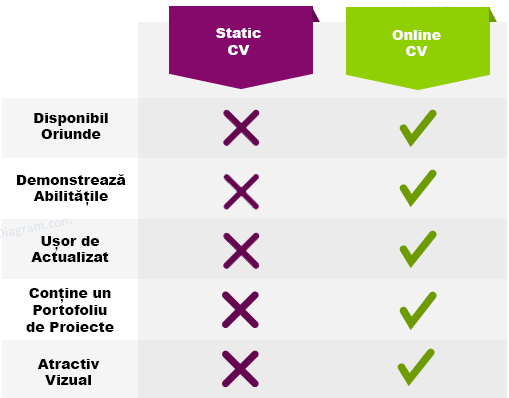 Static
CV
Online
CV
Disponibil
Oriunde
Demonstrează
Abilitățile
Ușor de
Actualizat
Conține un
Portofoliu
de Proiecte
Atractiv
Vizual
Diagram.com